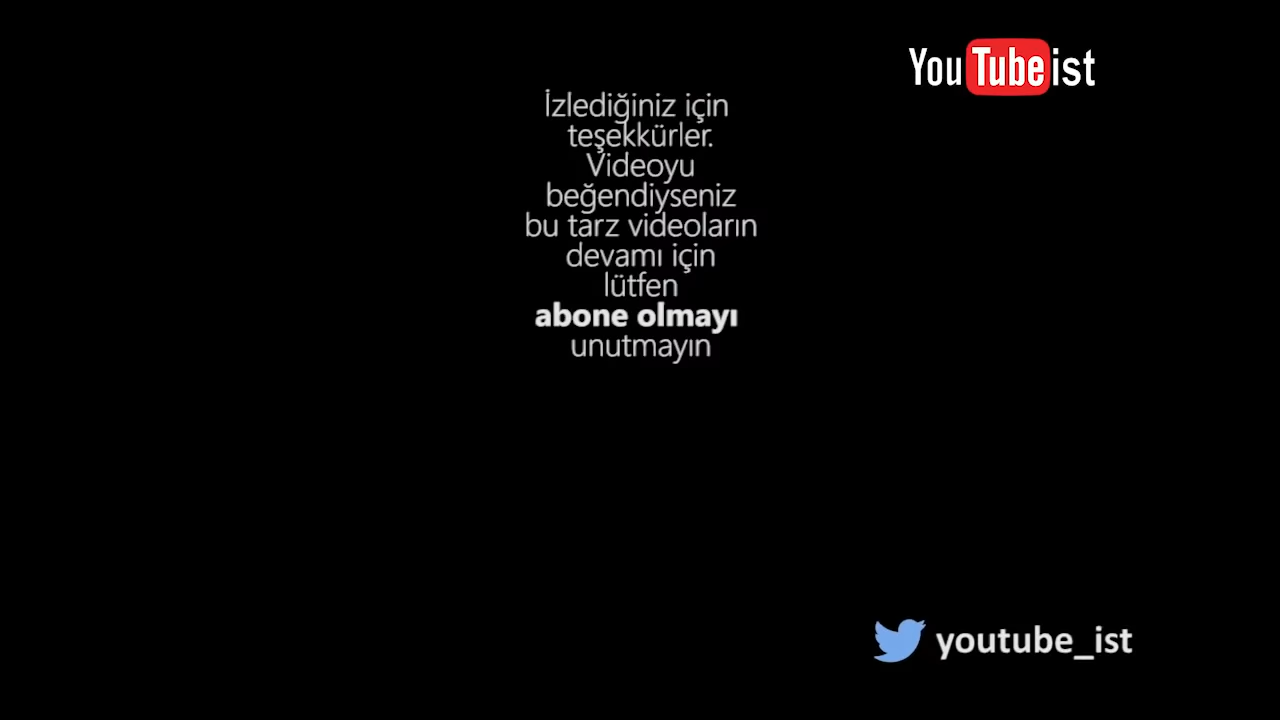 YouTubeist
İzlediğiniz için
teşekkürler.
Videoyu
beğendiyseniz
bu tarz videoların
devamı için
lütfen
abone olmayı
unutmayın
youtube_ist